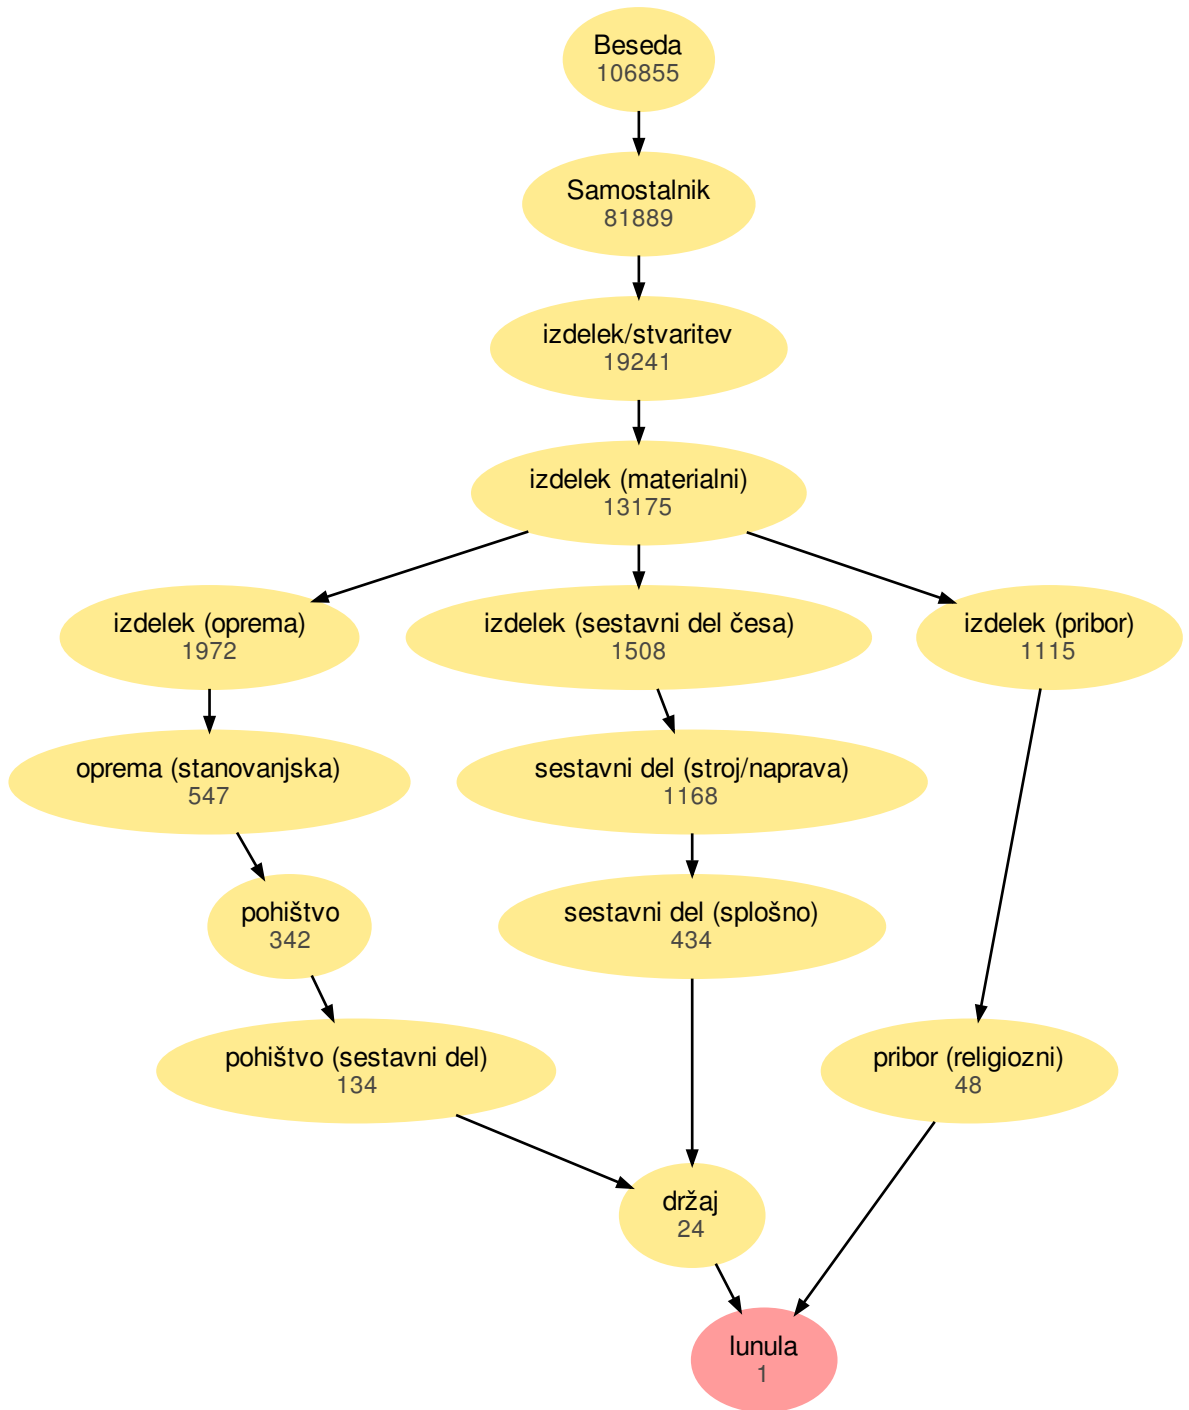 Beseda
106855
Samostalnik
81889
izdelek/stvaritev
19241
izdelek (materialni)
13175
izdelek (oprema)
1972
izdelek (sestavni del česa)
1508
izdelek (pribor)
1115
oprema (stanovanjska)
547
sestavni del (stroj/naprava)
1168
pohištvo
342
sestavni del (splošno)
434
pohištvo (sestavni del)
134
pribor (religiozni)
48
držaj
24
lunula
1